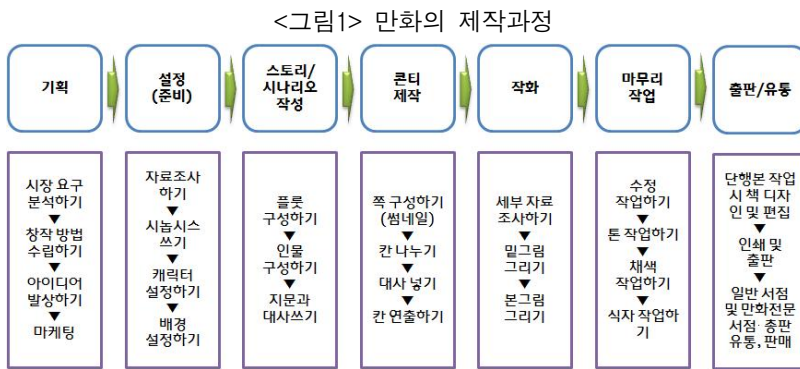 <그림1> 만화의 제작과정
기획
설정
(준비)
스토리/
시나리오
작성
콘티
제작
작화
마무리
작업
출판/유통
시장 요구
분석하기
▼
창작 방법
수립하기
▼
아이디어
발상하기
▼
마케팅
자료조사
하기
▼
시놉시스
쓰기
▼
캐릭터
설정하기
▼
배경
설정하기
플롯
구성하기
▼
인물
구성하기
▼
지문과
대사쓰기
쪽 구성하기
(썸네일)
▼
칸 나누기
▼
대사 넣기
▼
칸 연출하기
세부 자료
조사하기
▼
밑그림
그리기
▼
본그림
그리기
수정
작업하기
▼
톤 작업하기
▼
채색
작업하기
▼
식자 작업하
기
단행본 작업
시 책 디자
인 및 편집
▼
인쇄 및
출판
▼
일반 서점
및 만화전문
서점· 총판
유통, 판매